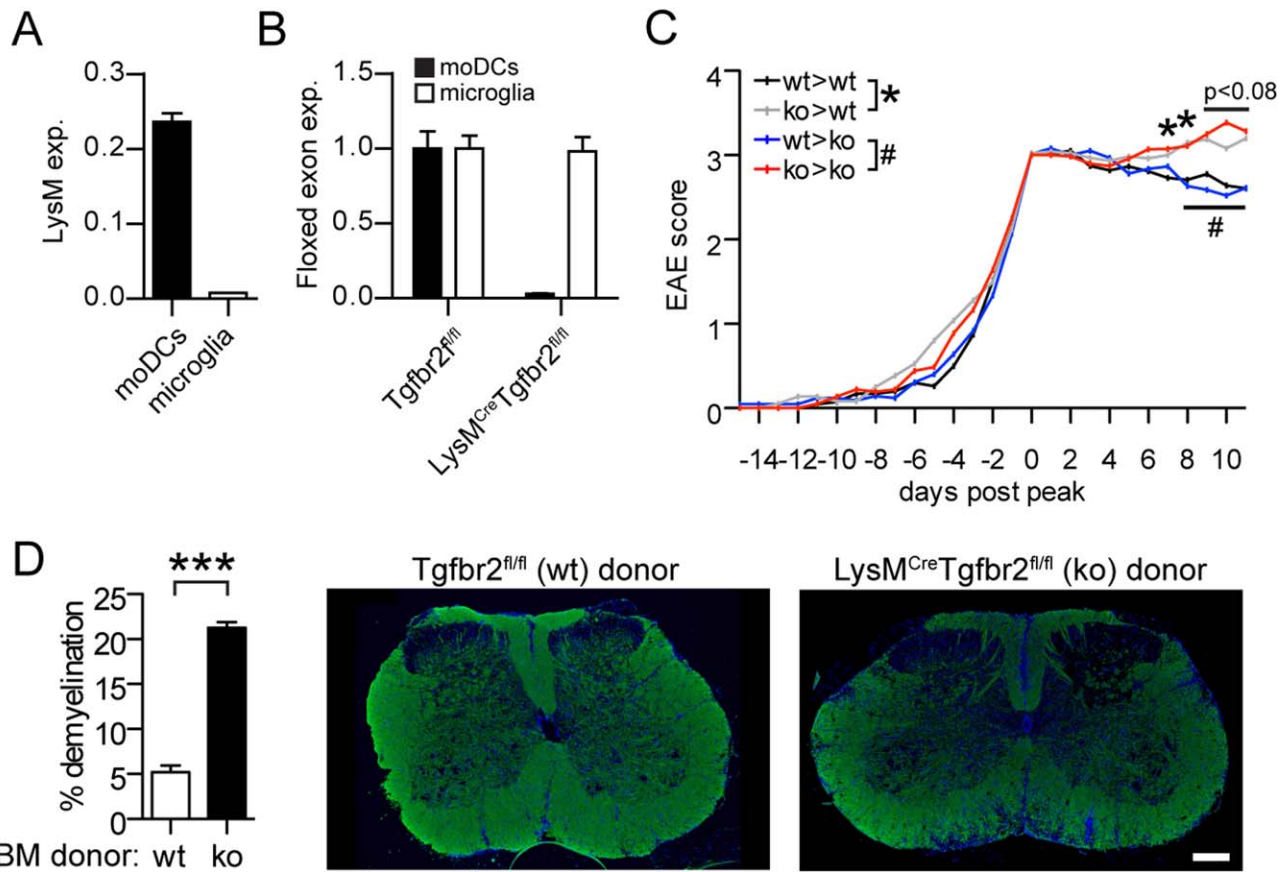 A
LysM exp.
0.3
0.2
0.1
0.0
moDCs
microglia
B
Floxed exon exp.
1.5
1.0
0.5
0.0
moDCs
microglia
Tgfbr2fl/fl
LysMCreTgfbr2fl/fl
C
EAE score
4
3
2
1
0
wt>wt
ko>wt
*
wt>ko
ko>ko
#
p<0.08
**
#
-14-12-10 -8 -6 -4 -2 0 2 4 6 8 10
days post peak
D
% demyelination
25
20
15
10
5
0
***
BM donor: wt ko
Tgfbr2fl/fl (wt) donor
LysMCreTgfbr2fl/fl (ko) donor